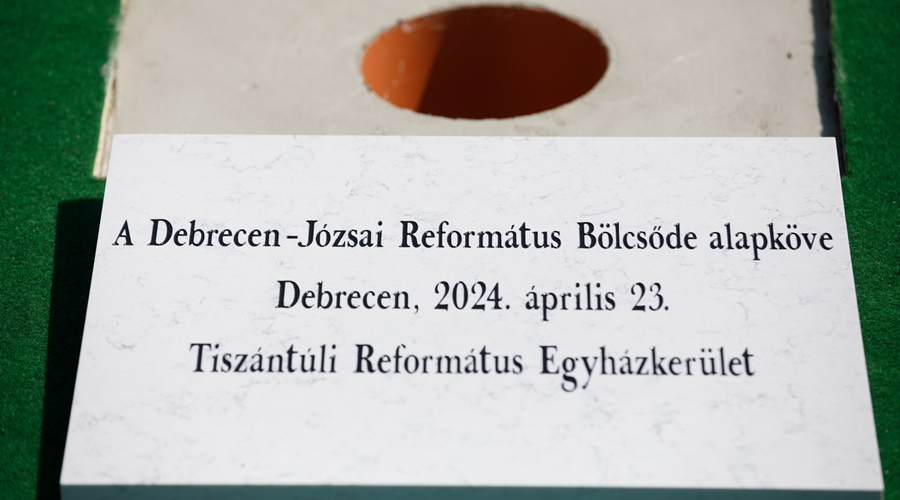 A Debrecen-Józsai Református Bölcsőde alapköve
Debrecen, 2024. április 23.
Tiszántúli Református Egyházkerület